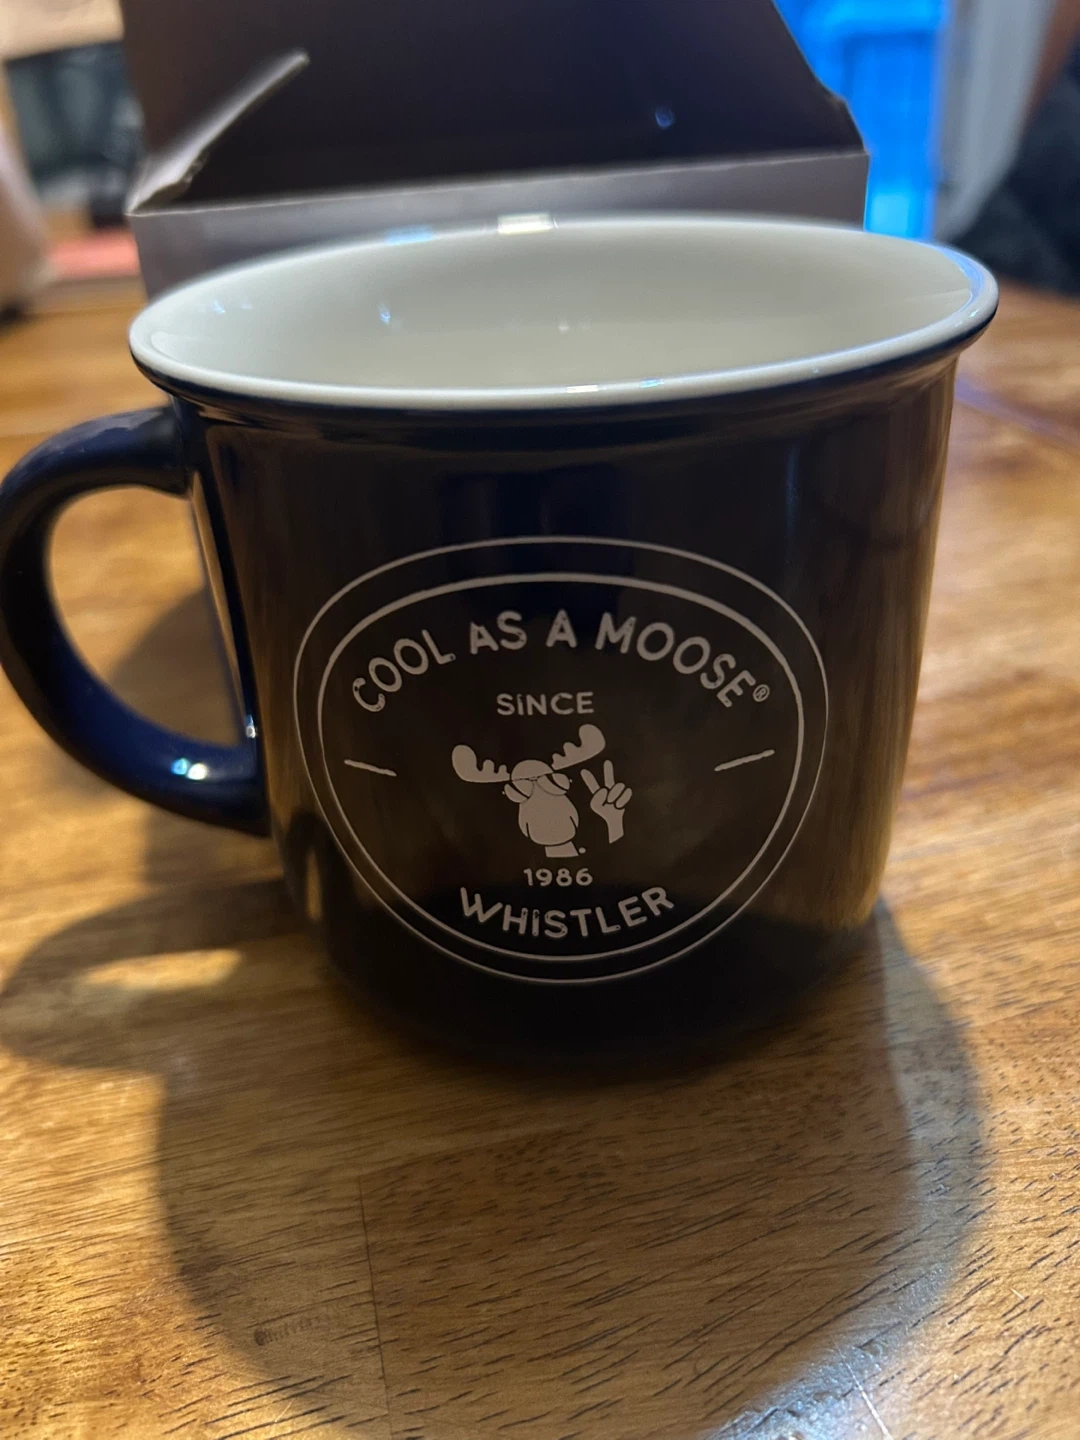 COOL AS A MOOSE®
SINCE
1986
WHISTLER